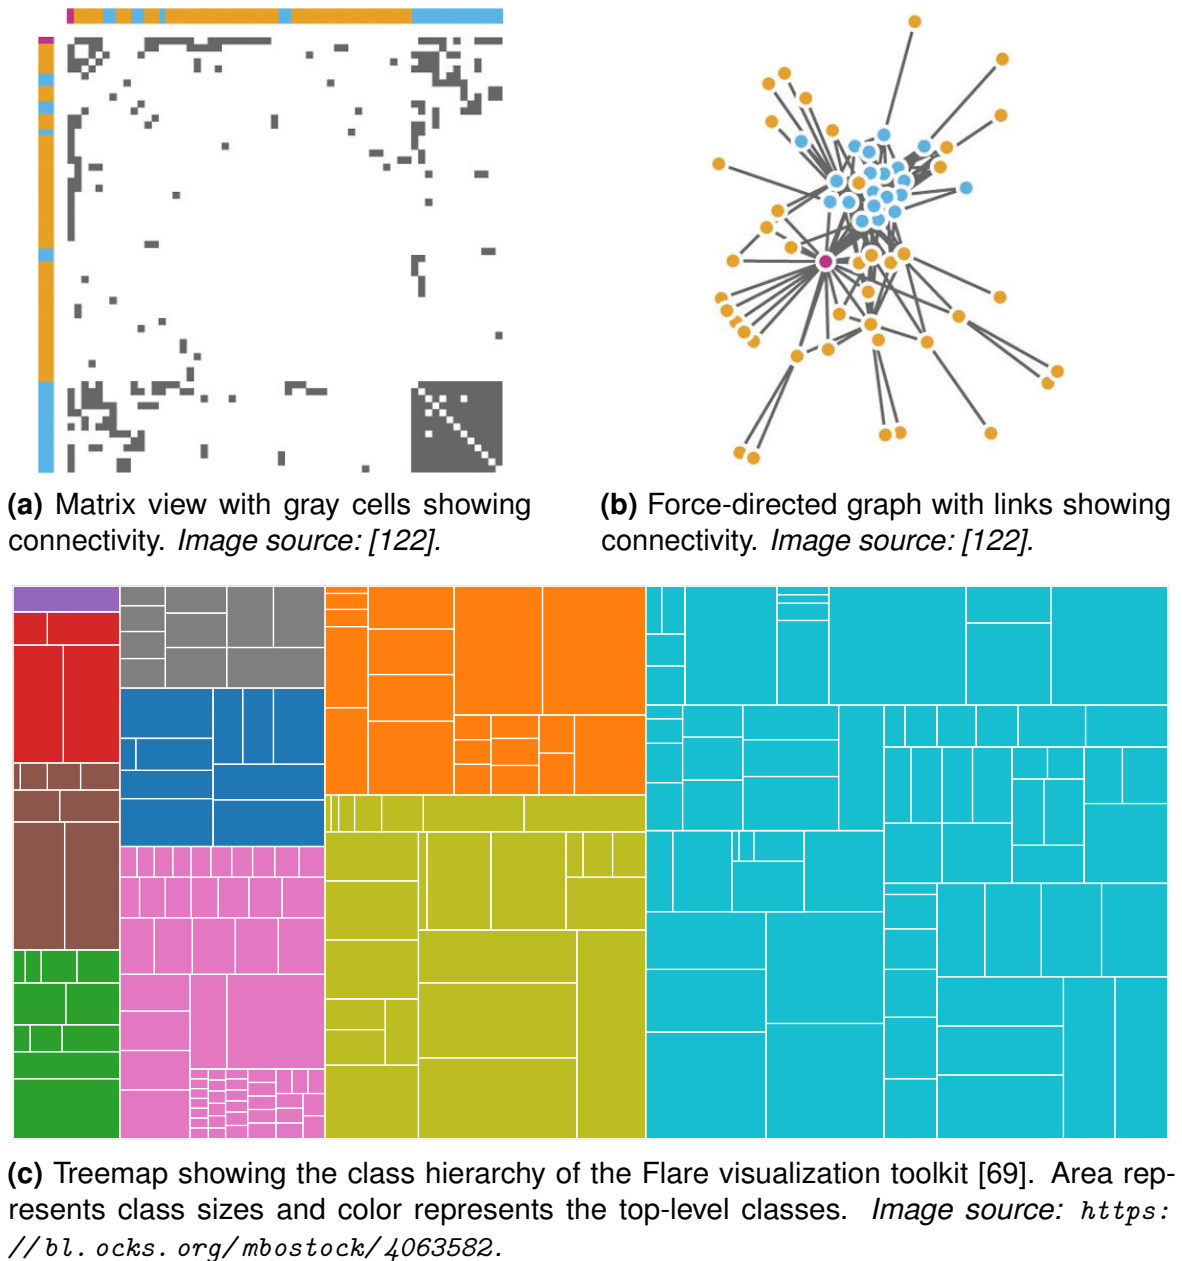 (a) Matrix view with gray cells showing
connectivity. Image source: [122].
(b) Force-directed graph with links showing
connectivity. Image source: [122].
(c) Treemap showing the class hierarchy of the Flare visualization toolkit [69]. Area rep-
resents class sizes and color represents the top-level classes. Image source: https:
//bl.ocks.org/mbostock/4063582.